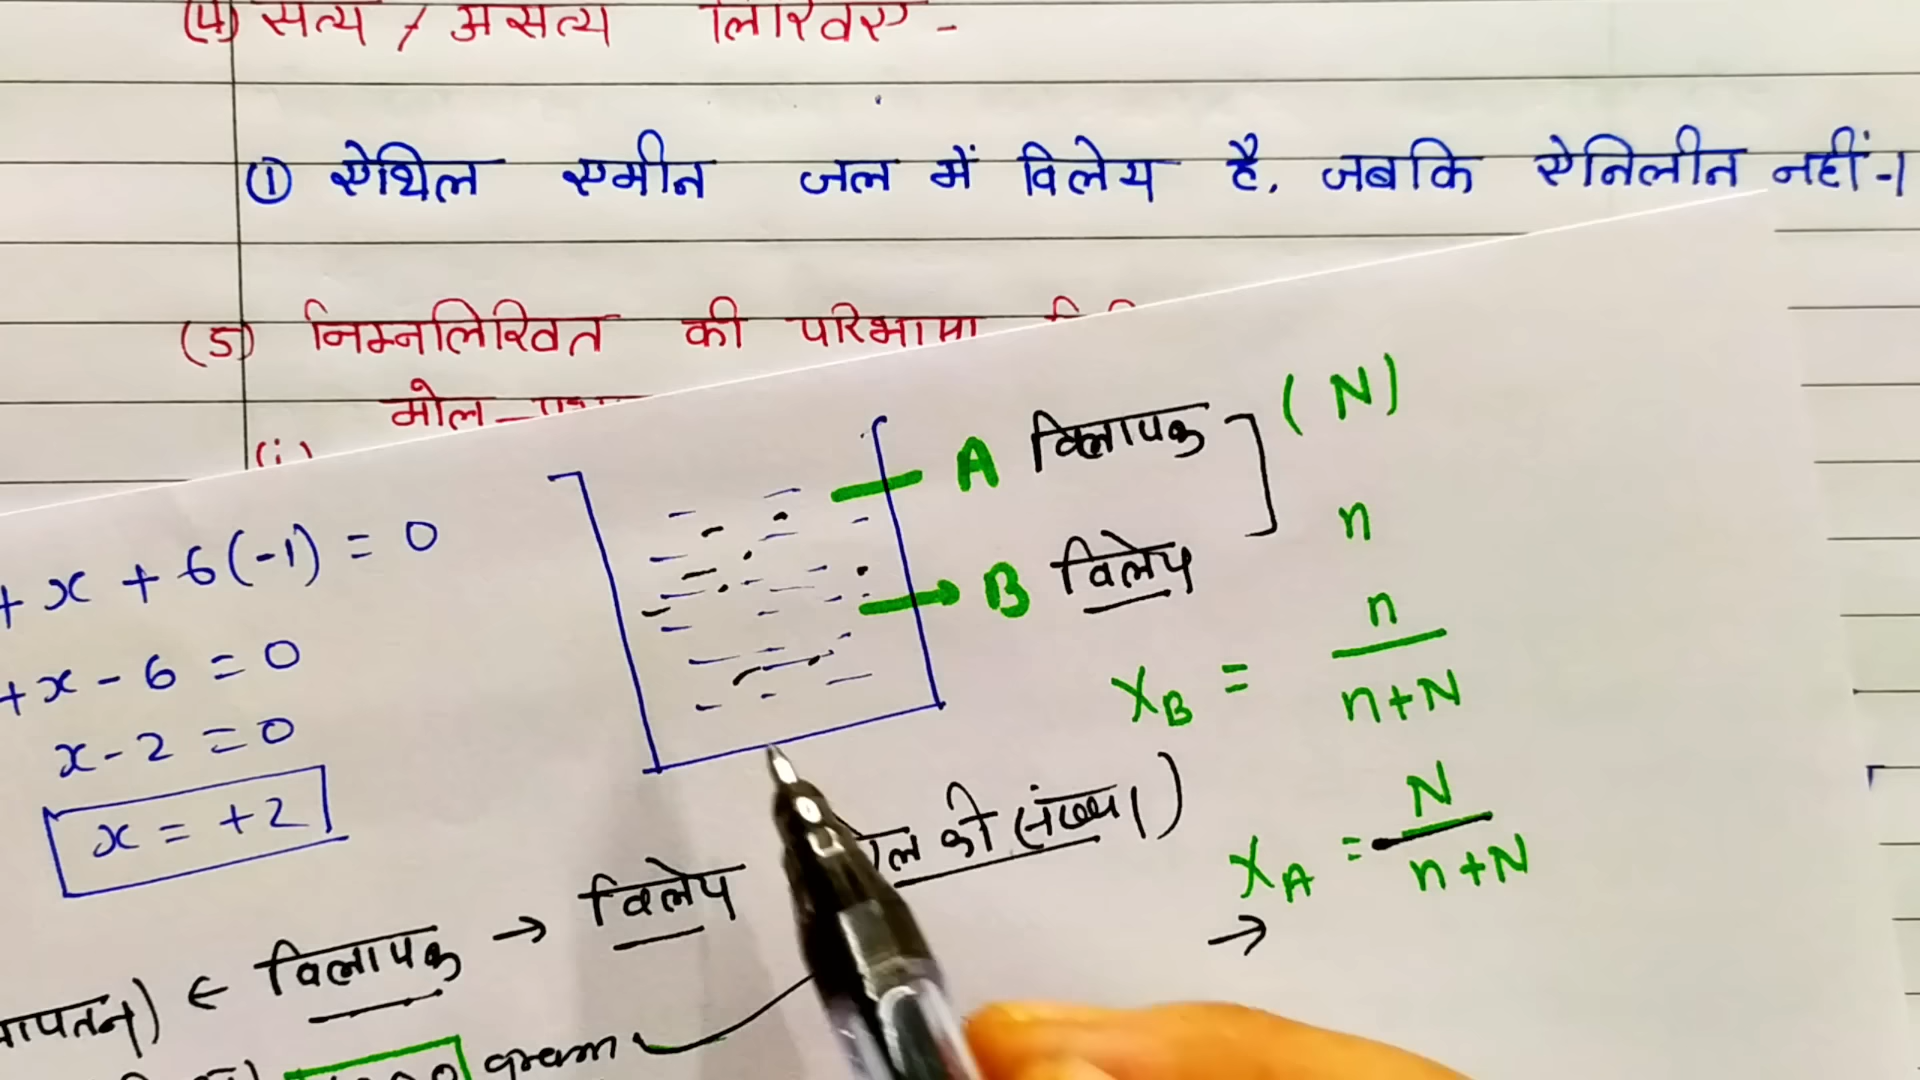 (4) सत्य / असत्य लिखिए -
① एथिल एमीन जल में विलेय है, जबकि ऐनिलीन नहीं-।
(5) निम्नलिखित की परिभाषा
(i) मोल-
A विलायक (N)
B विलेय n
X_B = n / n+N
X_A = N / n+N
→
+ x + 6(-1) = 0
+x - 6 = 0
x - 2 = 0
x = +2
← विलायक → विलेय की संख्या)
gram